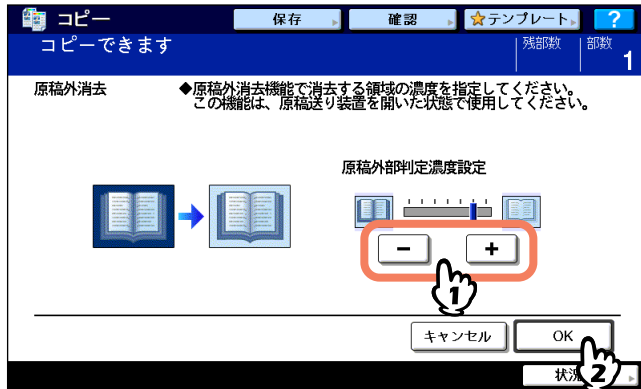 コピー
保存
確認
テンプレート
?
コピーできます
残部数
部数
1
原稿外消去
◆原稿外消去機能で消去する領域の濃度を指定してください。
この機能は、原稿送り装置を開いた状態で使用してください。
原稿外部判定濃度設定
−
+
1
キャンセル
OK
状況
2